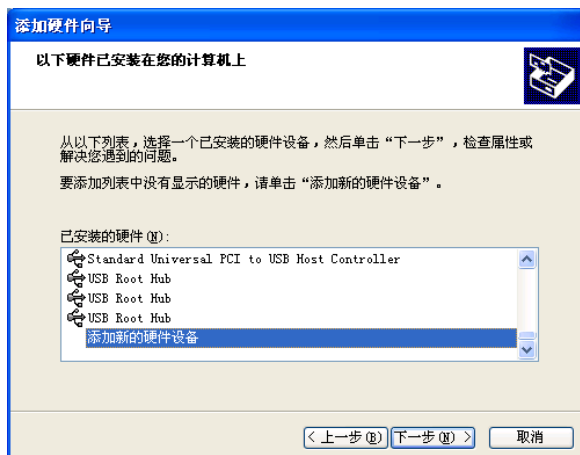 添加硬件向导
以下硬件已安装在您的计算机上
从以下列表，选择一个已安装的硬件设备，然后单击“下一步”，检查属性或
解决您遇到的问题。
要添加列表中没有显示的硬件，请单击“添加新的硬件设备”。
已安装的硬件(N):
Standard Universal PCI to USB Host Controller
USB Root Hub
USB Root Hub
USB Root Hub
添加新的硬件设备
< 上一步(B) 下一步(N) > 取消